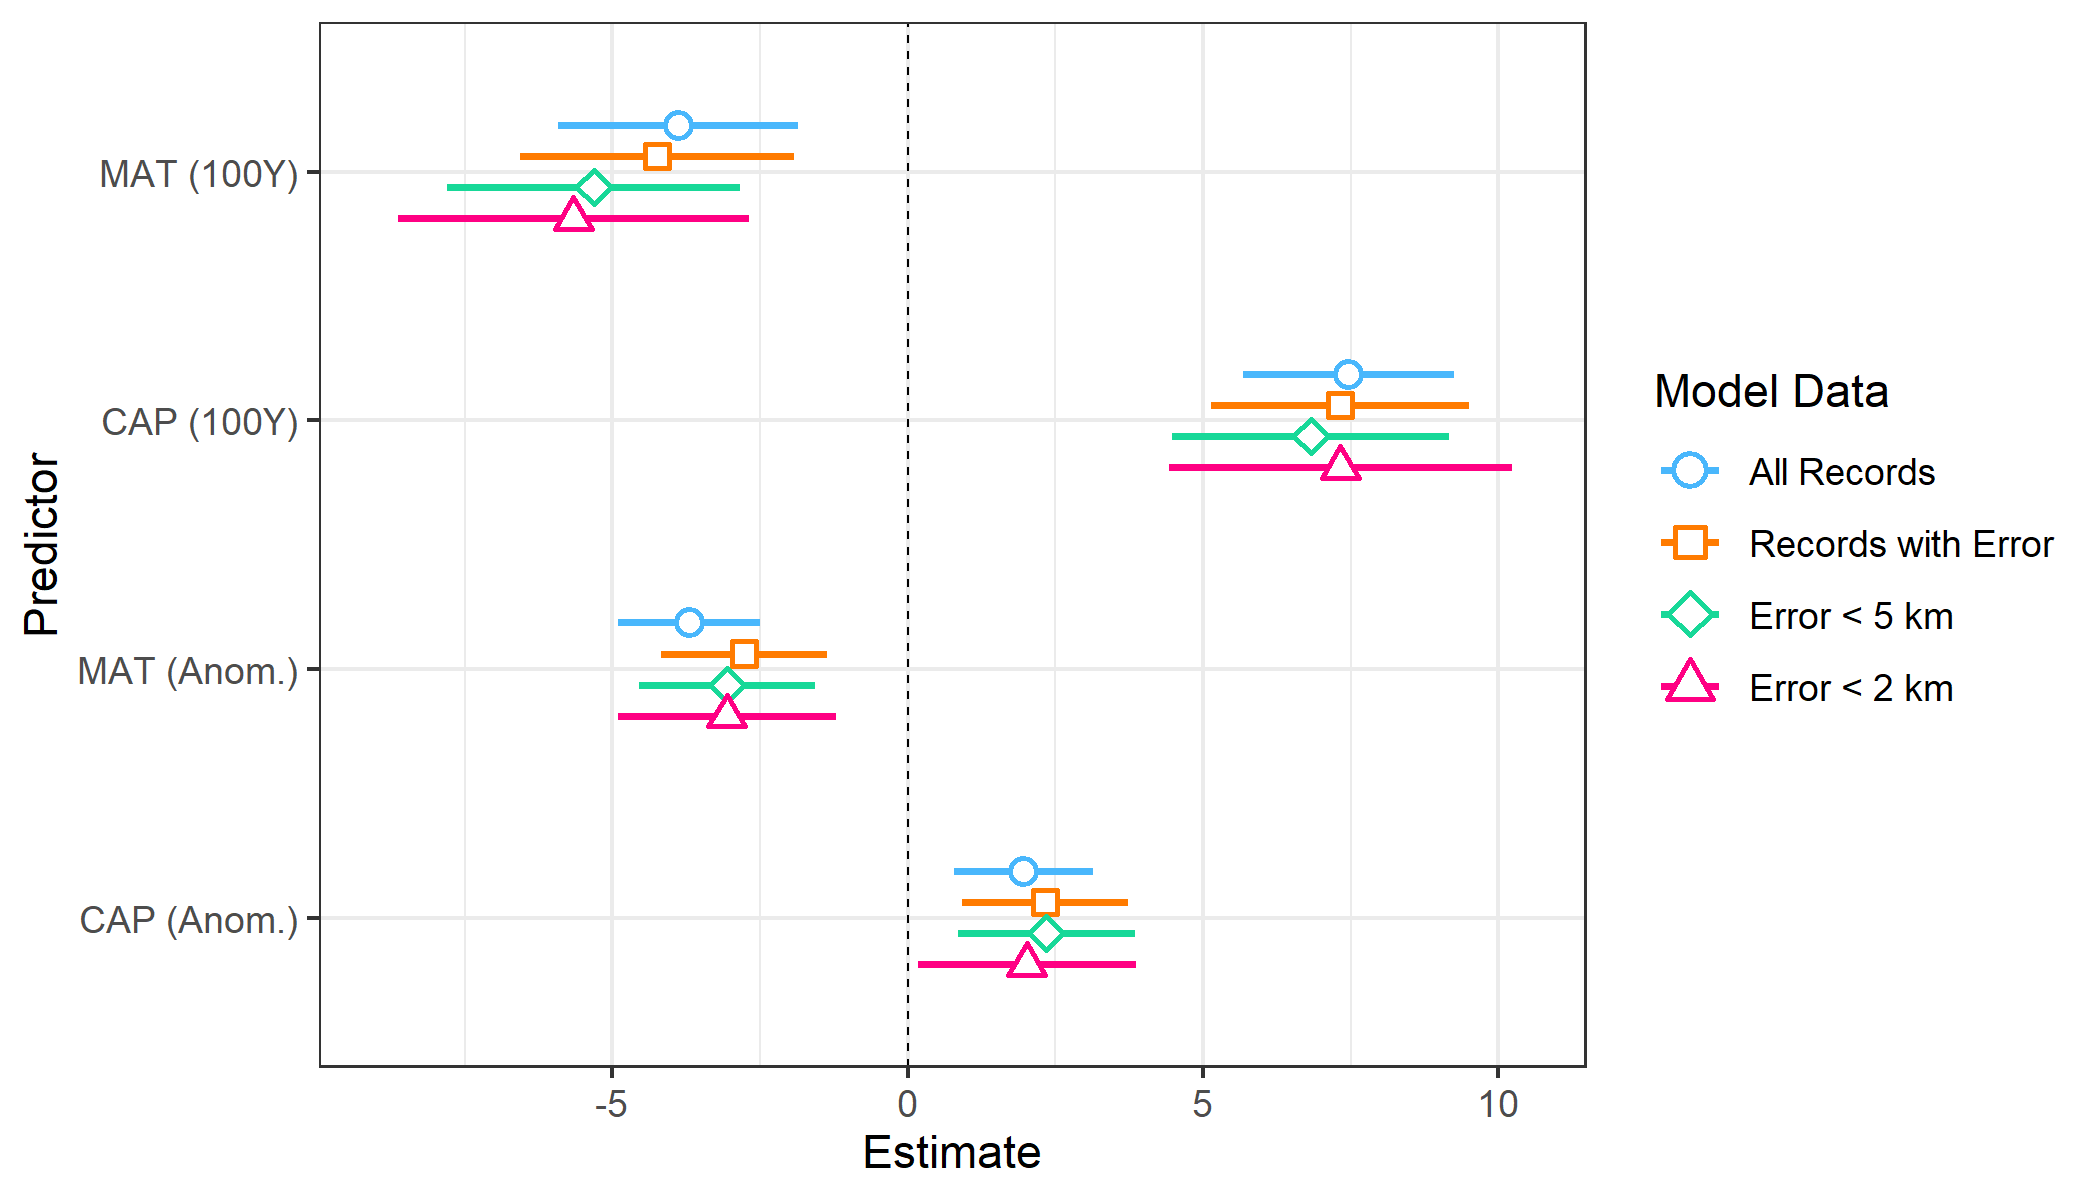 Predictor
MAT (100Y)
CAP (100Y)
MAT (Anom.)
CAP (Anom.)
-5 0 5 10
Estimate
Model Data
All Records
Records with Error
Error < 5 km
Error < 2 km